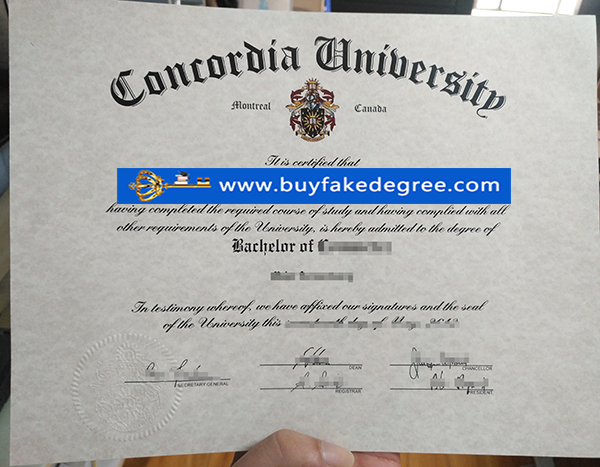 Concordia University
Montreal Canada
It is certified that
www.buyfakedegree.com
having completed the required course of study and having complied with all
other requirements of the University, is hereby admitted to the degree of
Bachelor of
In testimony whereof, we have affixed our signatures and the seal
of the University this day of
SECRETARY GENERAL
DEAN
CHANCELLOR
REGISTRAR
PRESIDENT